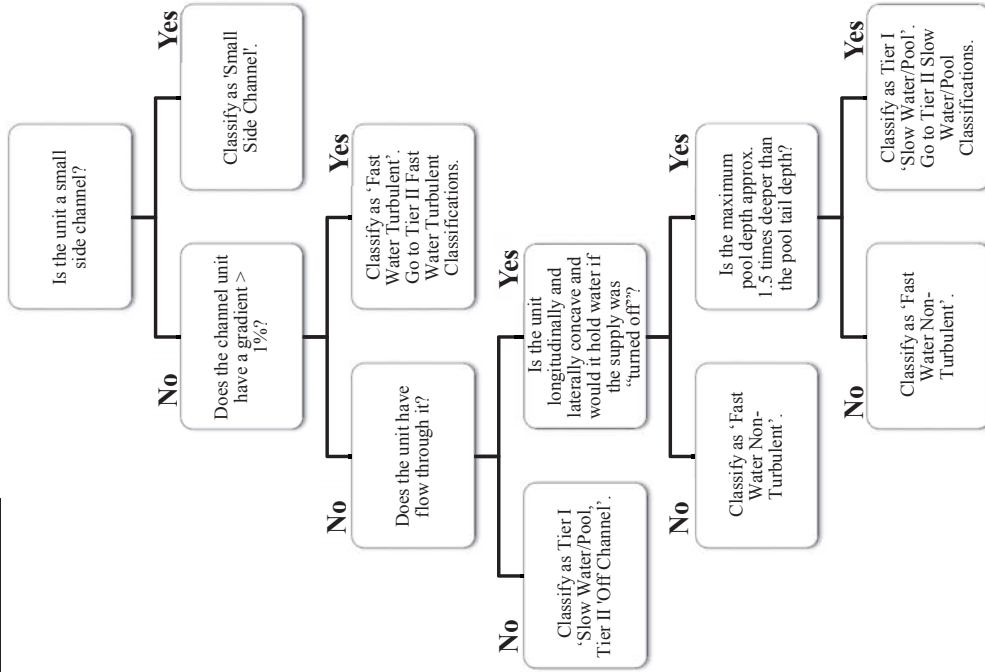 Is the unit a small
side channel?
No
Yes
Does the channel unit
have a gradient >
1%?
Classify as 'Small
Side Channel'.
No
Yes
Does the unit have
flow through it?
Classify as ‘Fast
Water Turbulent’.
Go to Tier II Fast
Water Turbulent
Classifications.
No
Yes
Classify as Tier I
‘Slow Water/Pool,
Tier II 'Off Channel’.
Is the unit
longitudinally and
laterally concave and
would it hold water if
the supply was
“turned off”?
No
Yes
Classify as ‘Fast
Water Non-
Turbulent’.
Is the maximum
pool depth approx.
1.5 times deeper than
the pool tail depth?
No
Yes
Classify as ‘Fast
Water Non-
Turbulent’.
Classify as Tier I
‘Slow Water/Pool’.
Go to Tier II Slow
Water/Pool
Classifications.